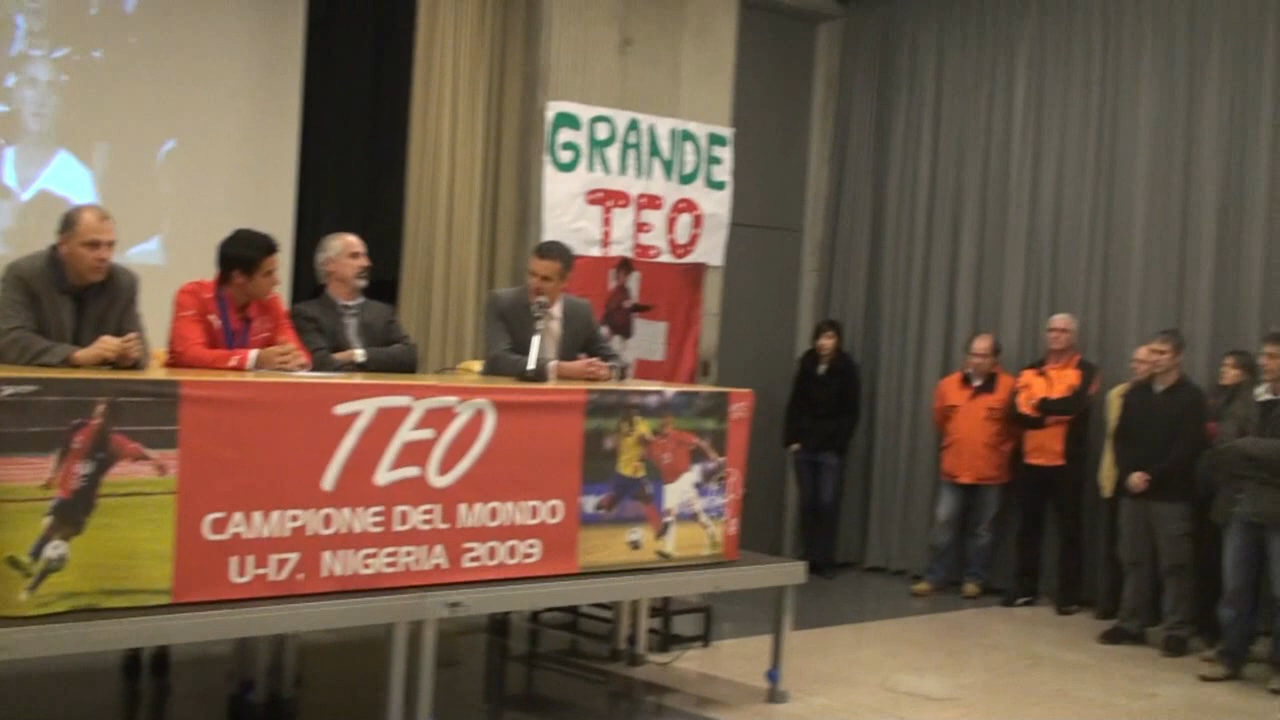 GRANDE
TEO
TEO
CAMPIONE DEL MONDO
U-17, NIGERIA 2009